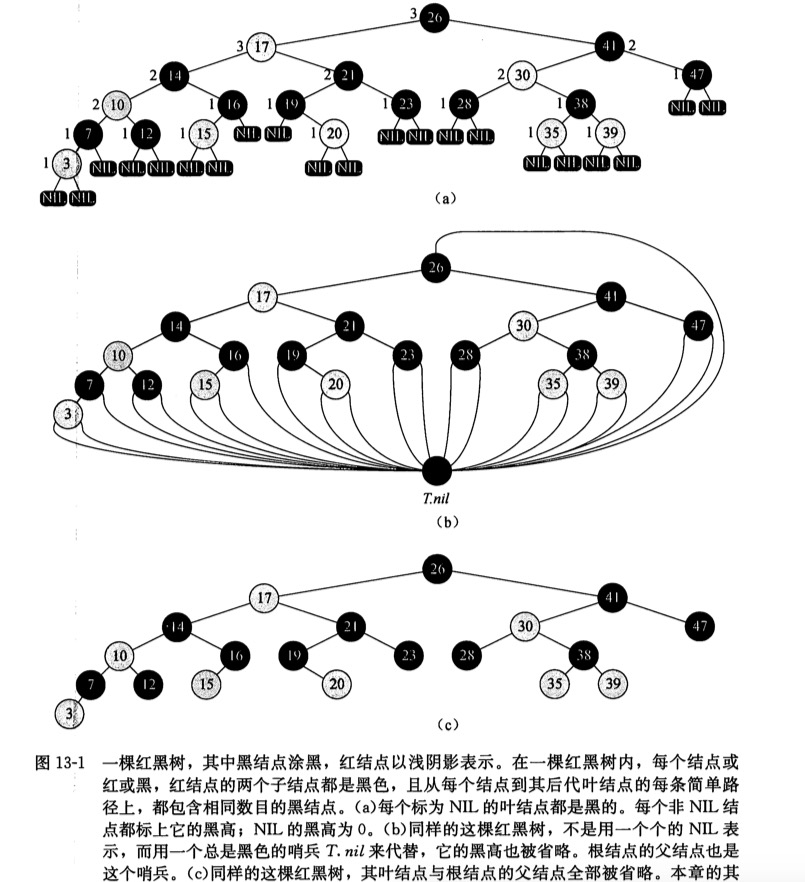 3 26
3 17 41 2
2 14 2 21 2 30 1 47
2 10 1 16 1 19 1 23 1 28 1 38 NIL NIL
1 7 1 12 1 15 NIL NIL 1 20 NIL NIL NIL NIL 1 35 1 39
1 3 NIL NIL NIL NIL NIL NIL NIL NIL NIL NIL NIL
NIL NIL
（a）
26
17 41
14 21 30 47
10 16 19 23 28 38
7 12 15 20 35 39
3
T.nil
（b）
26
17 41
14 21 30 47
10 16 19 23 28 38
7 12 15 20 35 39
3
（c）
图 13-1 一棵红黑树，其中黑结点涂黑，红结点以浅阴影表示。在一棵红黑树内，每个结点或
红或黑，红结点的两个子结点都是黑色，且从每个结点到其后代叶结点的每条简单路
径上，都包含相同数目的黑结点。(a)每个标为 NIL 的叶结点都是黑的。每个非 NIL 结
点都标上它的黑高；NIL 的黑高为 0。(b)同样的这棵红黑树，不是用一个个的 NIL 表
示，而用一个总是黑色的哨兵 T. nil 来代替，它的黑高也被省略。根结点的父结点也是
这个哨兵。(c)同样的这棵红黑树，其叶结点与根结点的父结点全部被省略。本章的其